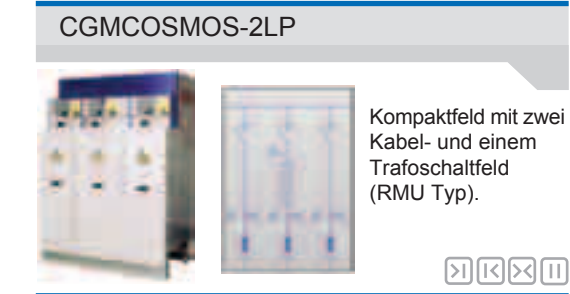 CGMCOSMOS-2LP
Kompaktfeld mit zwei
Kabel- und einem
Trafoschaltfeld
(RMU Typ).